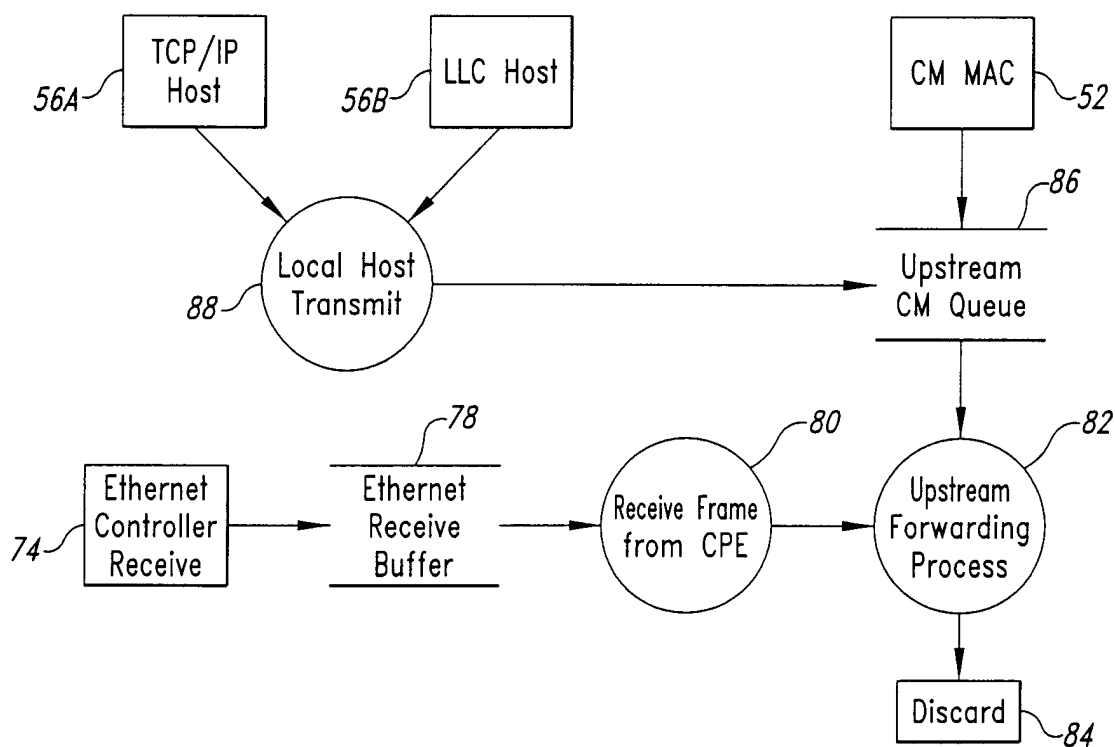 TCP/IP
Host
56A
LLC Host
56B
CM MAC
52
86
Local Host
Transmit
88
Upstream
CM Queue
78
80
82
Ethernet
Controller
Receive
74
Ethernet
Receive
Buffer
Receive Frame
from CPE
Upstream
Forwarding
Process
Discard
84